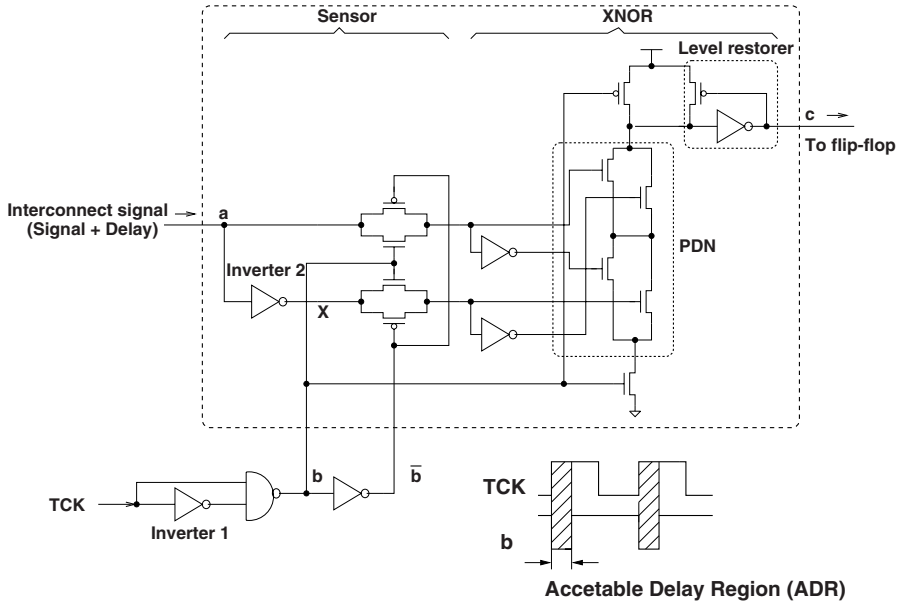 Sensor
XNOR
Level restorer
c
To flip-flop
Interconnect signal
(Signal + Delay)
a
PDN
Inverter 2
X
b
b
TCK
Inverter 1
TCK
b
Accetable Delay Region (ADR)